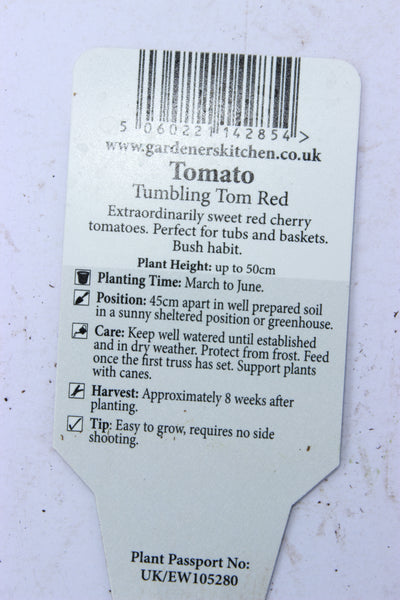 5 060221 142854 >
www.gardenerskitchen.co.uk
Tomato
Tumbling Tom Red
Extraordinarily sweet red cherry
tomatoes. Perfect for tubs and baskets.
Bush habit.
Plant Height: up to 50cm
Planting Time: March to June.
Position: 45cm apart in well prepared soil
in a sunny sheltered position or greenhouse.
Care: Keep well watered until established
and in dry weather. Protect from frost. Feed
once the first truss has set. Support plants
with canes.
Harvest: Approximately 8 weeks after
planting.
Tip: Easy to grow, requires no side
shooting.
Plant Passport No:
UK/EW105280